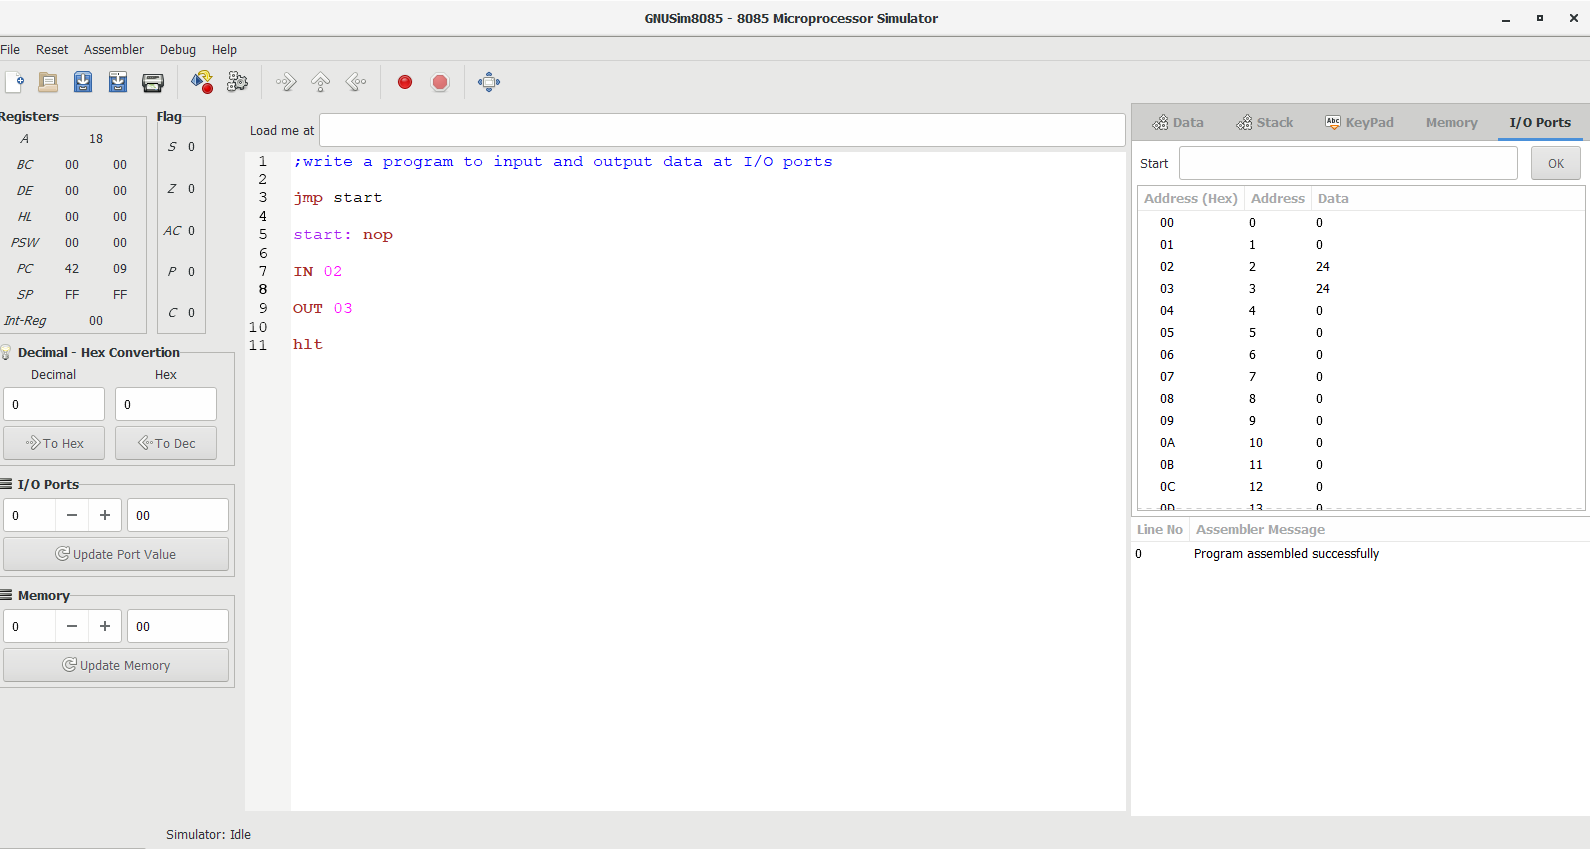 GNUSim8085 - 8085 Microprocessor Simulator
File Reset Assembler Debug Help
Registers
A 18
BC 00 00
DE 00 00
HL 00 00
PSW 00 00
PC 42 09
SP FF FF
Int-Reg 00
Flag
S 0
Z 0
AC 0
P 0
C 0
Decimal - Hex Convertion
Decimal Hex
0 0
To Hex To Dec
I/O Ports
0 − + 00
Update Port Value
Memory
0 − + 00
Update Memory
Load me at
1 ;write a program to input and output data at I/O ports
2
3 jmp start
4
5 start: nop
6
7 IN 02
8
9 OUT 03
10
11 hlt
Data Stack Abc KeyPad Memory I/O Ports
Start OK
Address (Hex) Address Data
00 0 0
01 1 0
02 2 24
03 3 24
04 4 0
05 5 0
06 6 0
07 7 0
08 8 0
09 9 0
0A 10 0
0B 11 0
0C 12 0
0D 13 0
Line No Assembler Message
0 Program assembled successfully
Simulator: Idle